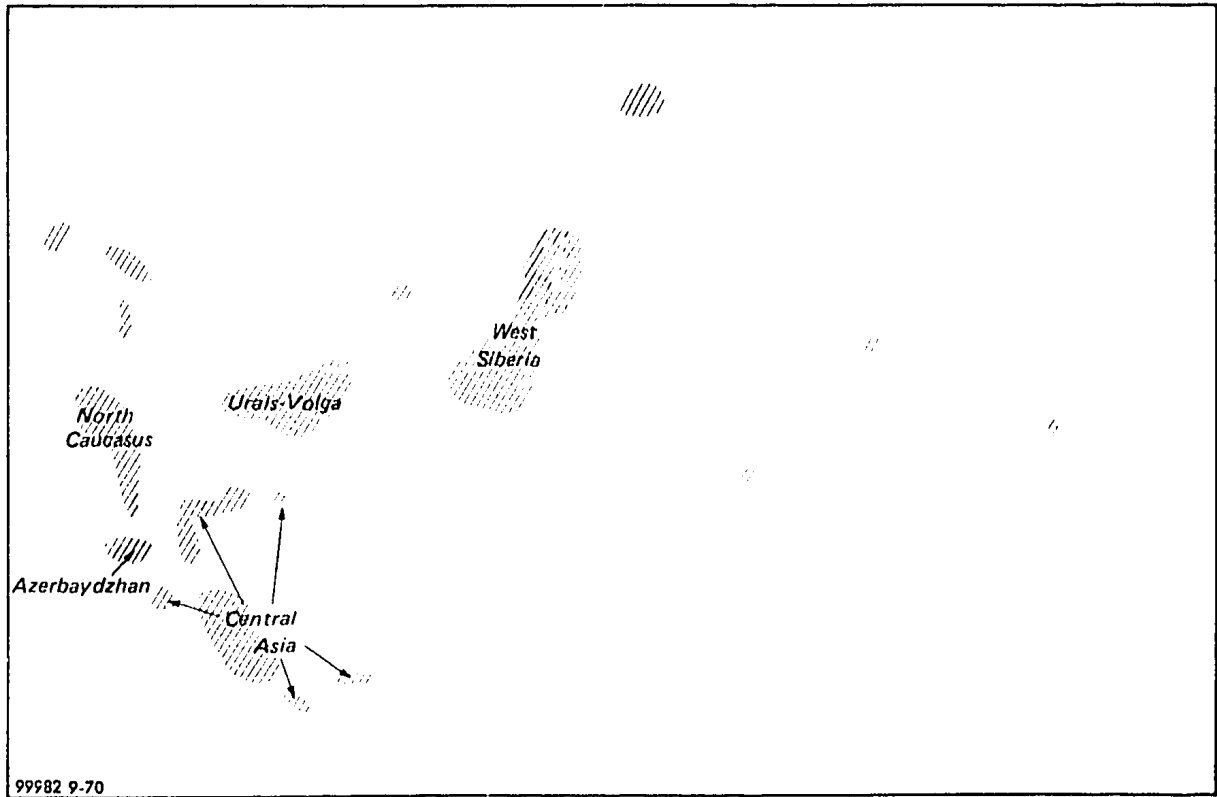 West
Siberia
Urals-Volga
North
Caucasus
Azerbaydzhan
Central
Asia
99982 9-70